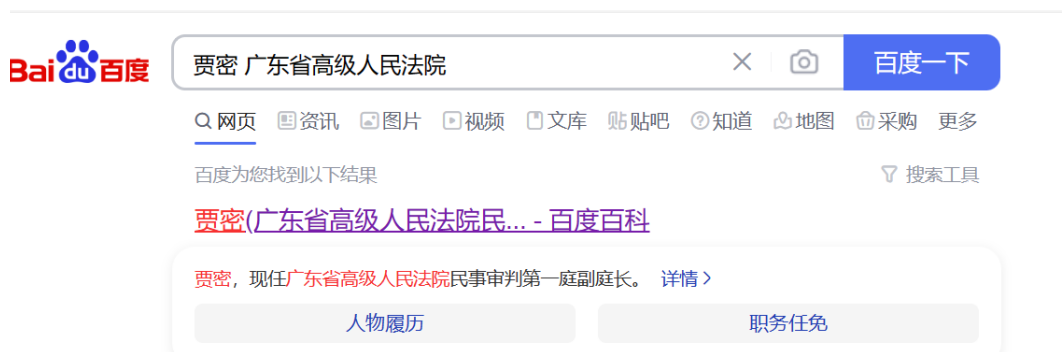 Bai du 百度 贾密 广东省高级人民法院 百度一下
网页 资讯 图片 视频 文库 贴 贴吧 知道 地图 采购 更多
百度为您找到以下结果 搜索工具
贾密(广东省高级人民法院民... - 百度百科
贾密，现任广东省高级人民法院民事审判第一庭副庭长。 详情 >
人物履历 职务任免